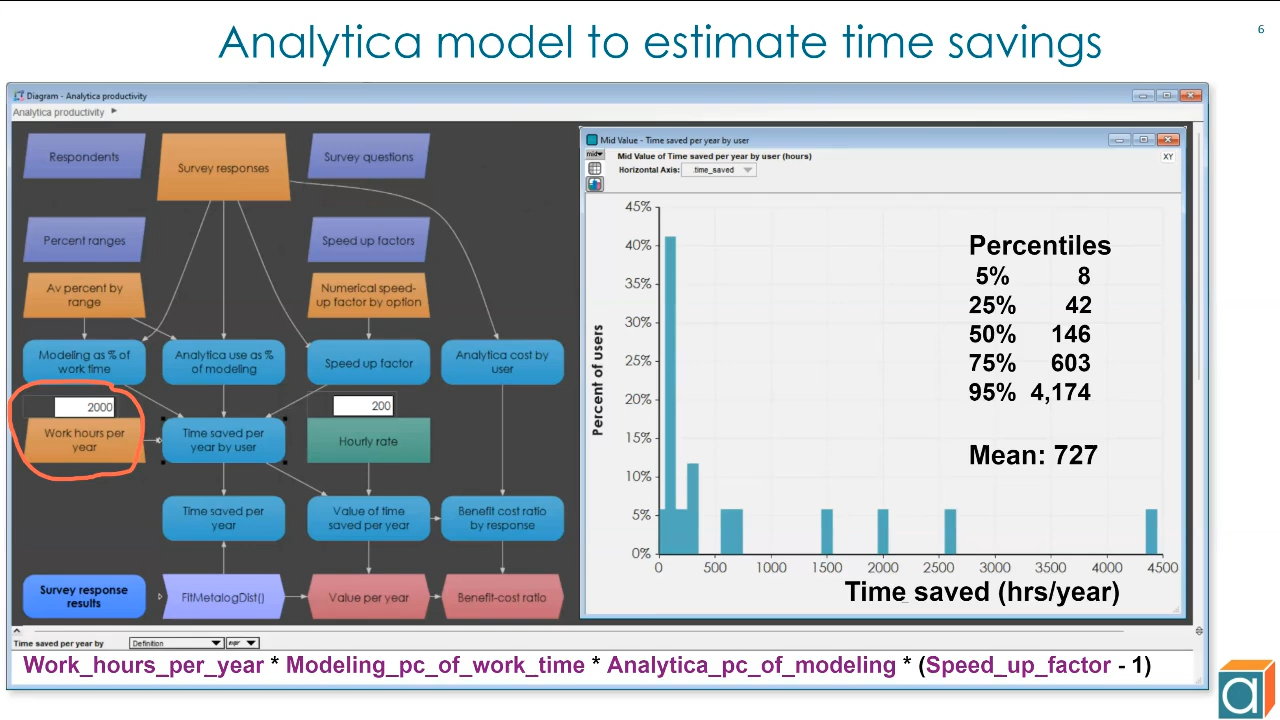 Analytica model to estimate time savings
6
Diagram - Analytica productivity
Analytica productivity
Respondents
Survey responses
Survey questions
Percent ranges
Speed up factors
Av percent by
range
Numerical speed-
up factor by option
Modeling as % of
work time
Analytica use as %
of modeling
Speed up factor
Analytica cost by
user
2000
200
Work hours per
year
Time saved per
year by user
Hourly rate
Time saved per
year
Value of time
saved per year
Benefit cost ratio
by response
Survey response
results
FitMetalogDist()
Value per year
Benefit-cost ratio
Mid Value - Time saved per year by user
mid
Mid Value of Time saved per year by user (hours)
XY
Horizontal Axis: .time_saved
Percent of users
45%
40%
35%
30%
25%
20%
15%
10%
5%
0%
0 500 1000 1500 2000 2500 3000 3500 4000 4500
Time saved (hrs/year)
Percentiles
5% 8
25% 42
50% 146
75% 603
95% 4,174
Mean: 727
Time saved per year by Definition expr
Work_hours_per_year * Modeling_pc_of_work_time * Analytica_pc_of_modeling * (Speed_up_factor - 1)
a